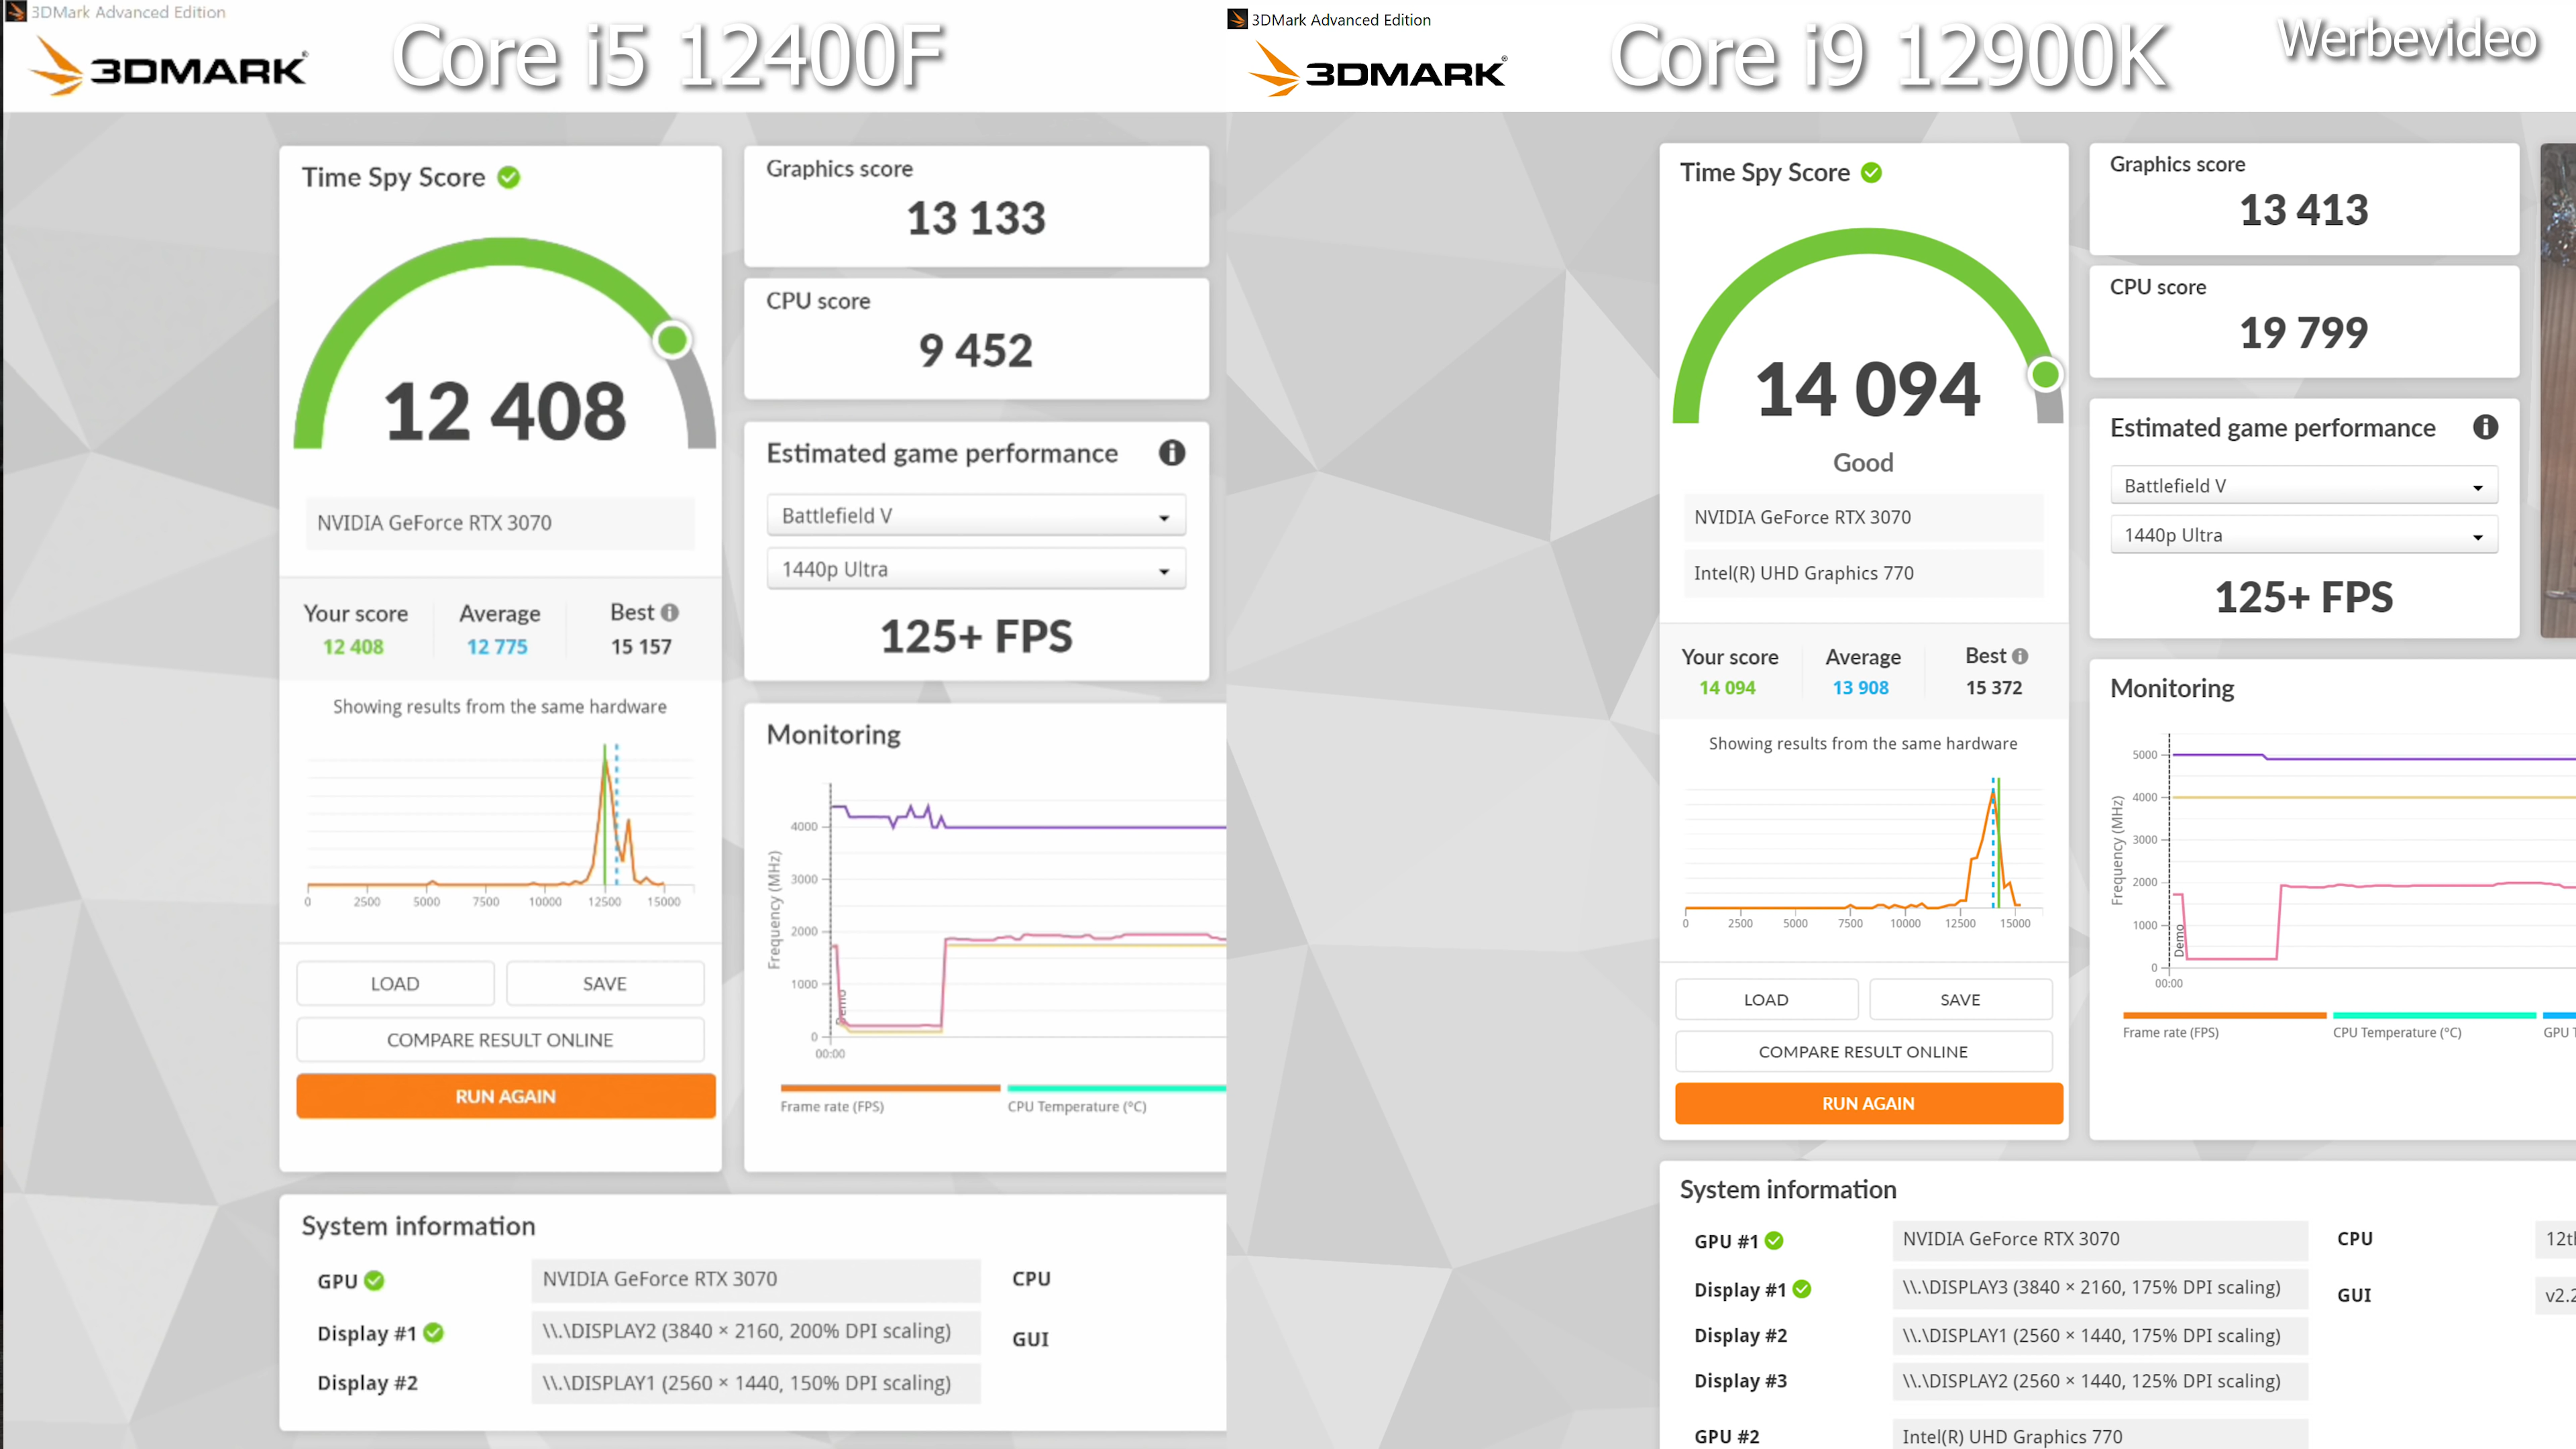 3DMark Advanced Edition
3DMARK
Core i5 12400F
Time Spy Score
12 408
NVIDIA GeForce RTX 3070
Your score
Average
Best
12 408
12 775
15 157
Showing results from the same hardware
0
2500
5000
7500
10000
12500
15000
LOAD
SAVE
COMPARE RESULT ONLINE
RUN AGAIN
Graphics score
13 133
CPU score
9 452
Estimated game performance
Battlefield V
1440p Ultra
125+ FPS
Monitoring
Frequency (MHz)
4000
3000
2000
1000
0
Demo
00:00
Frame rate (FPS)
CPU Temperature (°C)
System information
GPU
NVIDIA GeForce RTX 3070
CPU
Display #1
\\.\DISPLAY2 (3840 × 2160, 200% DPI scaling)
GUI
Display #2
\\.\DISPLAY1 (2560 × 1440, 150% DPI scaling)
3DMark Advanced Edition
3DMARK
Core i9 12900K
Werbevideo
Time Spy Score
14 094
Good
NVIDIA GeForce RTX 3070
Intel(R) UHD Graphics 770
Your score
Average
Best
14 094
13 908
15 372
Showing results from the same hardware
0
2500
5000
7500
10000
12500
15000
LOAD
SAVE
COMPARE RESULT ONLINE
RUN AGAIN
Graphics score
13 413
CPU score
19 799
Estimated game performance
Battlefield V
1440p Ultra
125+ FPS
Monitoring
Frequency (MHz)
5000
4000
3000
2000
1000
0
Demo
00:00
Frame rate (FPS)
CPU Temperature (°C)
GPU
System information
GPU #1
NVIDIA GeForce RTX 3070
CPU
Display #1
\\.\DISPLAY3 (3840 × 2160, 175% DPI scaling)
GUI
Display #2
\\.\DISPLAY1 (2560 × 1440, 175% DPI scaling)
Display #3
\\.\DISPLAY2 (2560 × 1440, 125% DPI scaling)
GPU #2
Intel(R) UHD Graphics 770